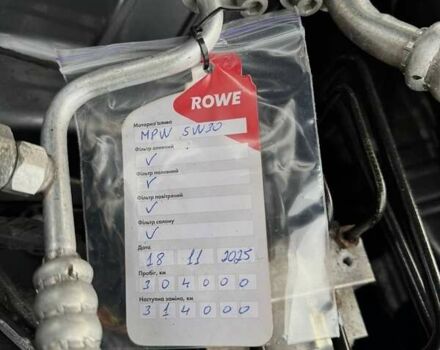 ROWE
Моторна олива
MPW 5W30
Фільтр оливний
✓
Фільтр паливний
✓
Фільтр повітряний
✓
Фільтр салону
✓
Дата
18 11 2025
Пробіг, км
304000
Наступна заміна, км
314000